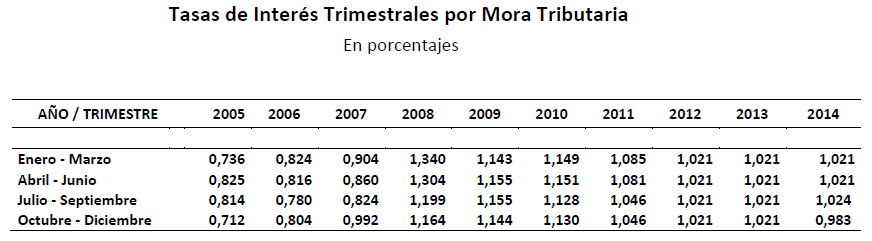 Tasas de Interés Trimestrales por Mora Tributaria
En porcentajes
AÑO / TRIMESTRE 2005 2006 2007 2008 2009 2010 2011 2012 2013 2014
Enero - Marzo 0,736 0,824 0,904 1,340 1,143 1,149 1,085 1,021 1,021 1,021
Abril - Junio 0,825 0,816 0,860 1,304 1,155 1,151 1,081 1,021 1,021 1,021
Julio - Septiembre 0,814 0,780 0,824 1,199 1,155 1,128 1,046 1,021 1,021 1,024
Octubre - Diciembre 0,712 0,804 0,992 1,164 1,144 1,130 1,046 1,021 1,021 0,983